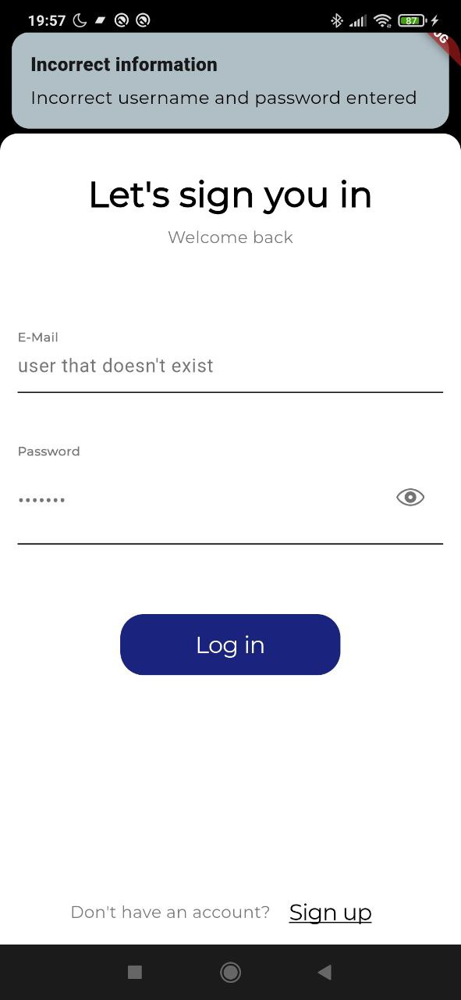 19:57
87
Incorrect information
Incorrect username and password entered
Let's sign you in
Welcome back
E-Mail
user that doesn't exist
Password
•••••••
Log in
Don't have an account? Sign up